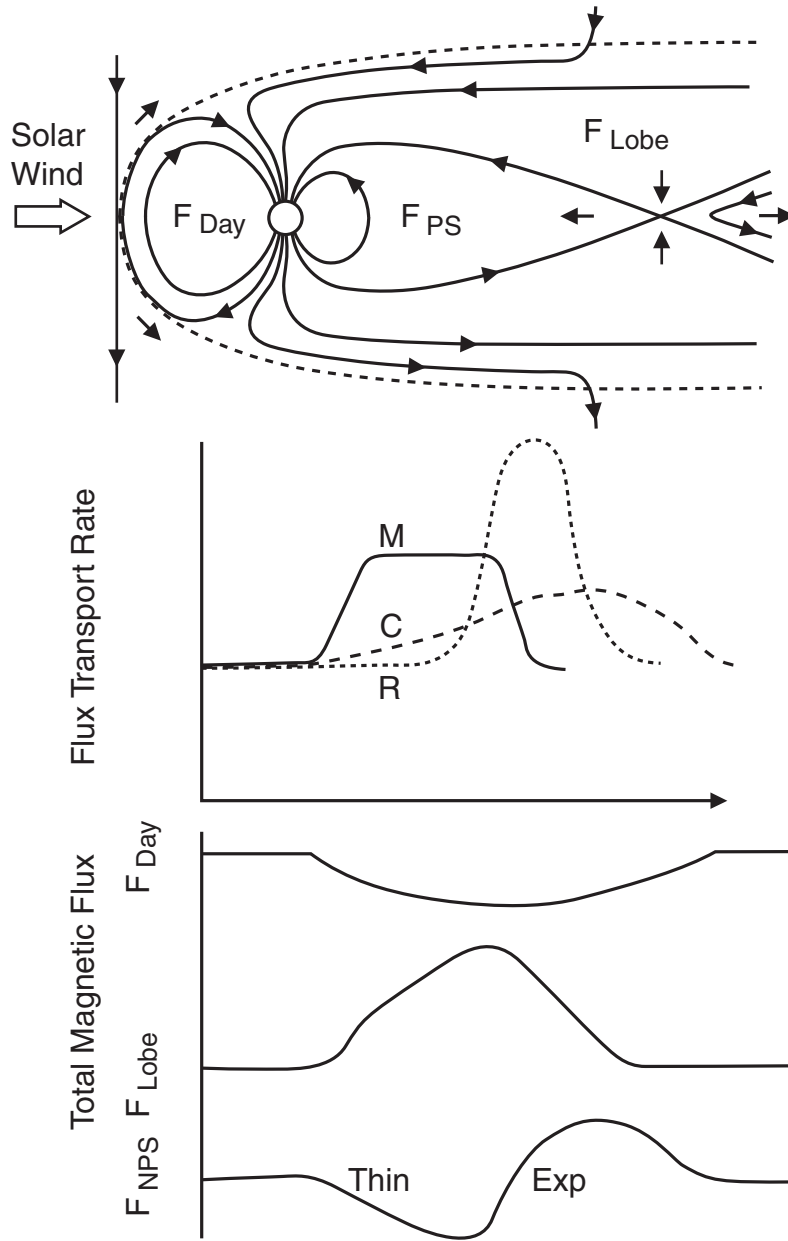 Solar
Wind
F Day
F PS
F Lobe
Flux Transport Rate
M
C
R
Total Magnetic Flux
F Day
F Lobe
F NPS
Thin
Exp